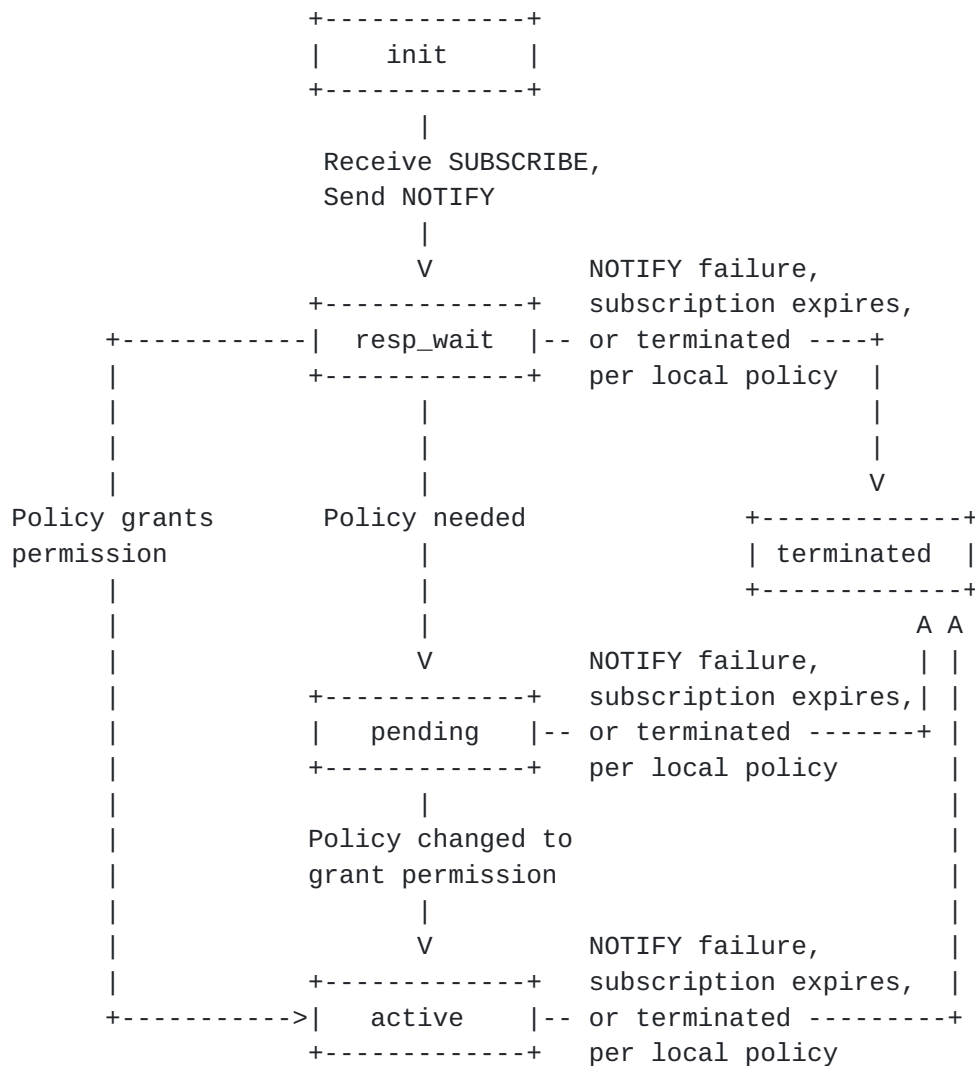 init
Receive SUBSCRIBE,
Send NOTIFY
NOTIFY failure,
subscription expires,
resp_wait
or terminated
per local policy
Policy grants
permission
Policy needed
terminated
NOTIFY failure,
subscription expires,
pending
or terminated
per local policy
Policy changed to
grant permission
NOTIFY failure,
subscription expires,
active
or terminated
per local policy